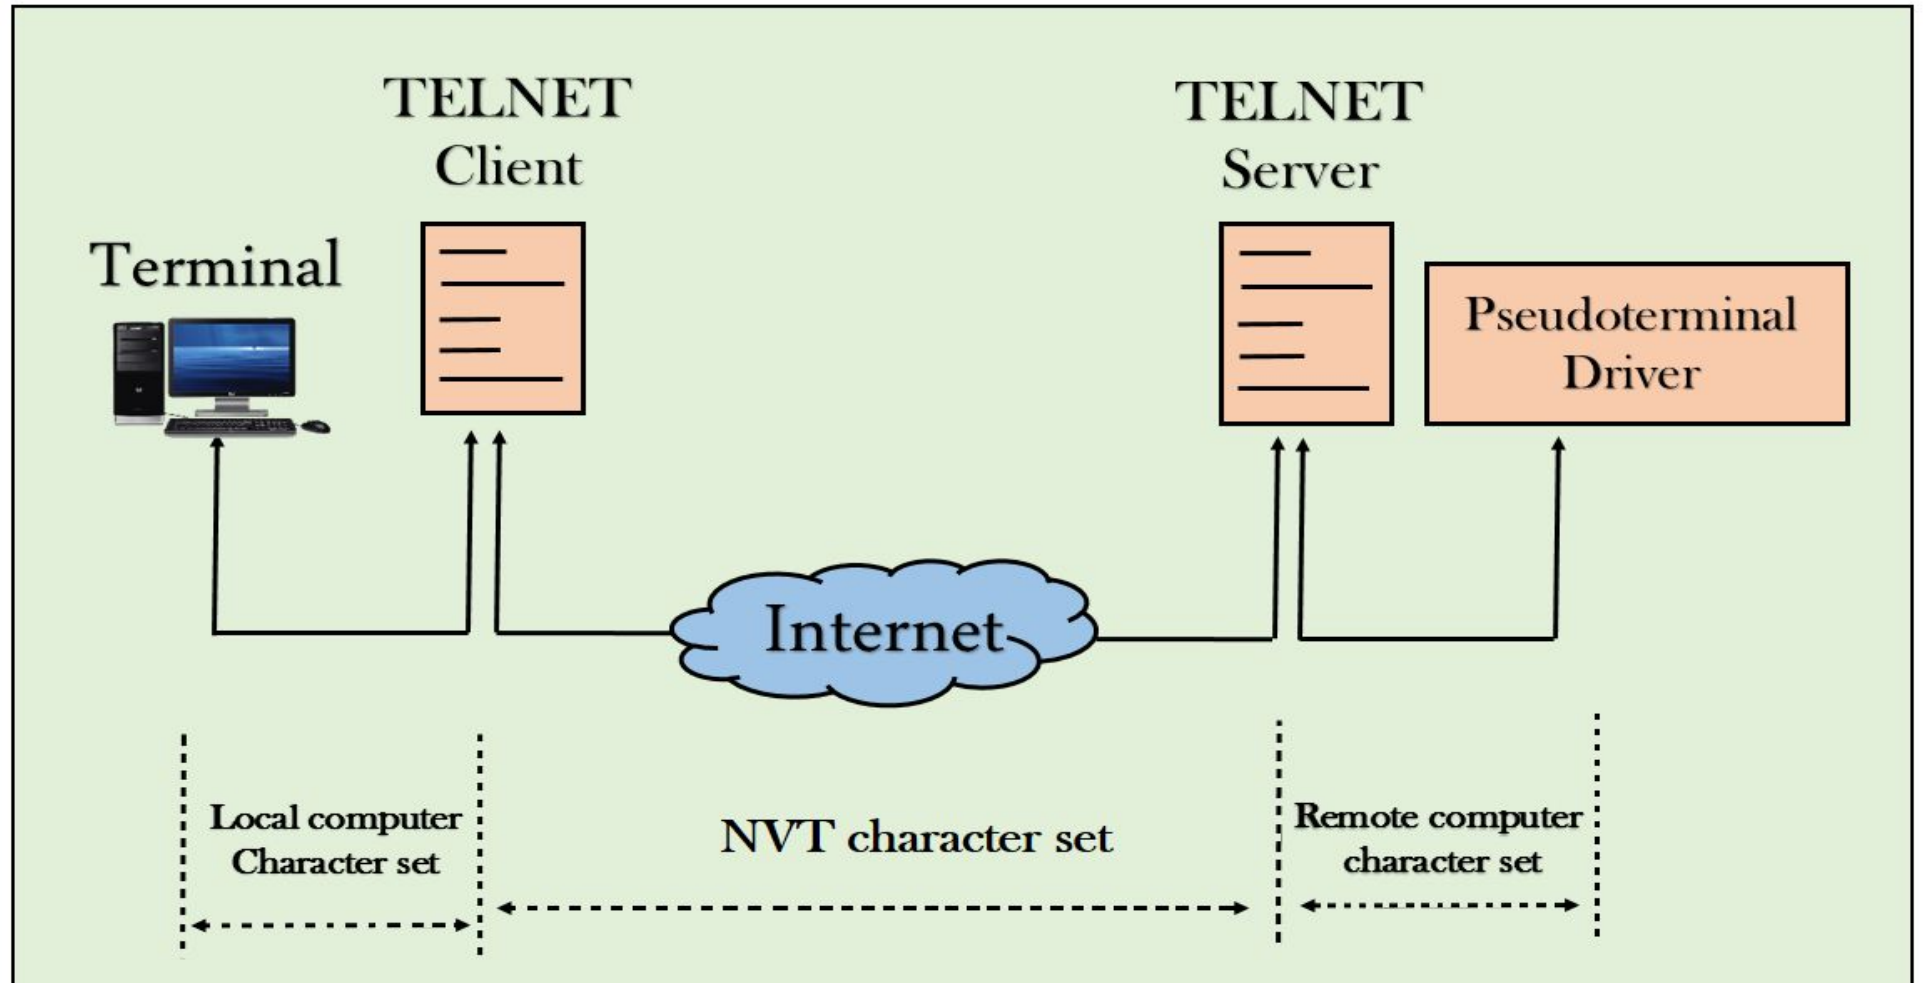 TELNET
Client
TELNET
Server
Terminal
Pseudoterminal
Driver
Internet
Local computer
Character set
NVT character set
Remote computer
character set